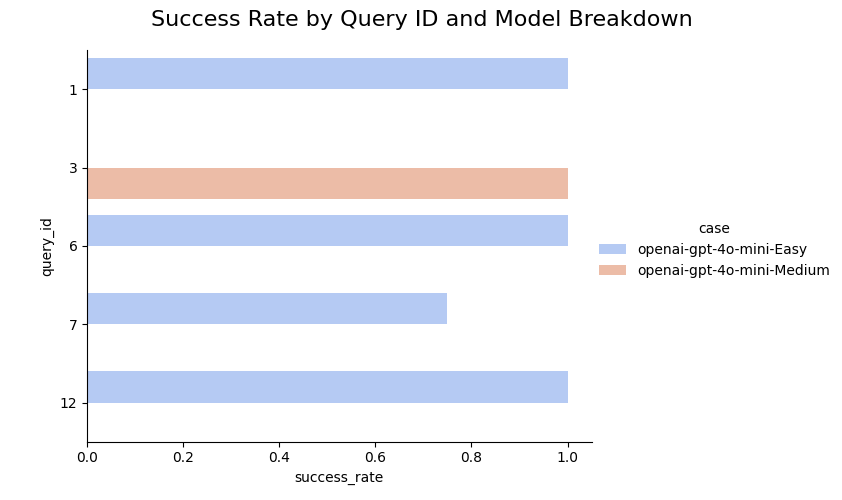 Success Rate by Query ID and Model Breakdown
1
3
6
7
12
query_id
0.0 0.2 0.4 0.6 0.8 1.0
success_rate
case
openai-gpt-4o-mini-Easy
openai-gpt-4o-mini-Medium